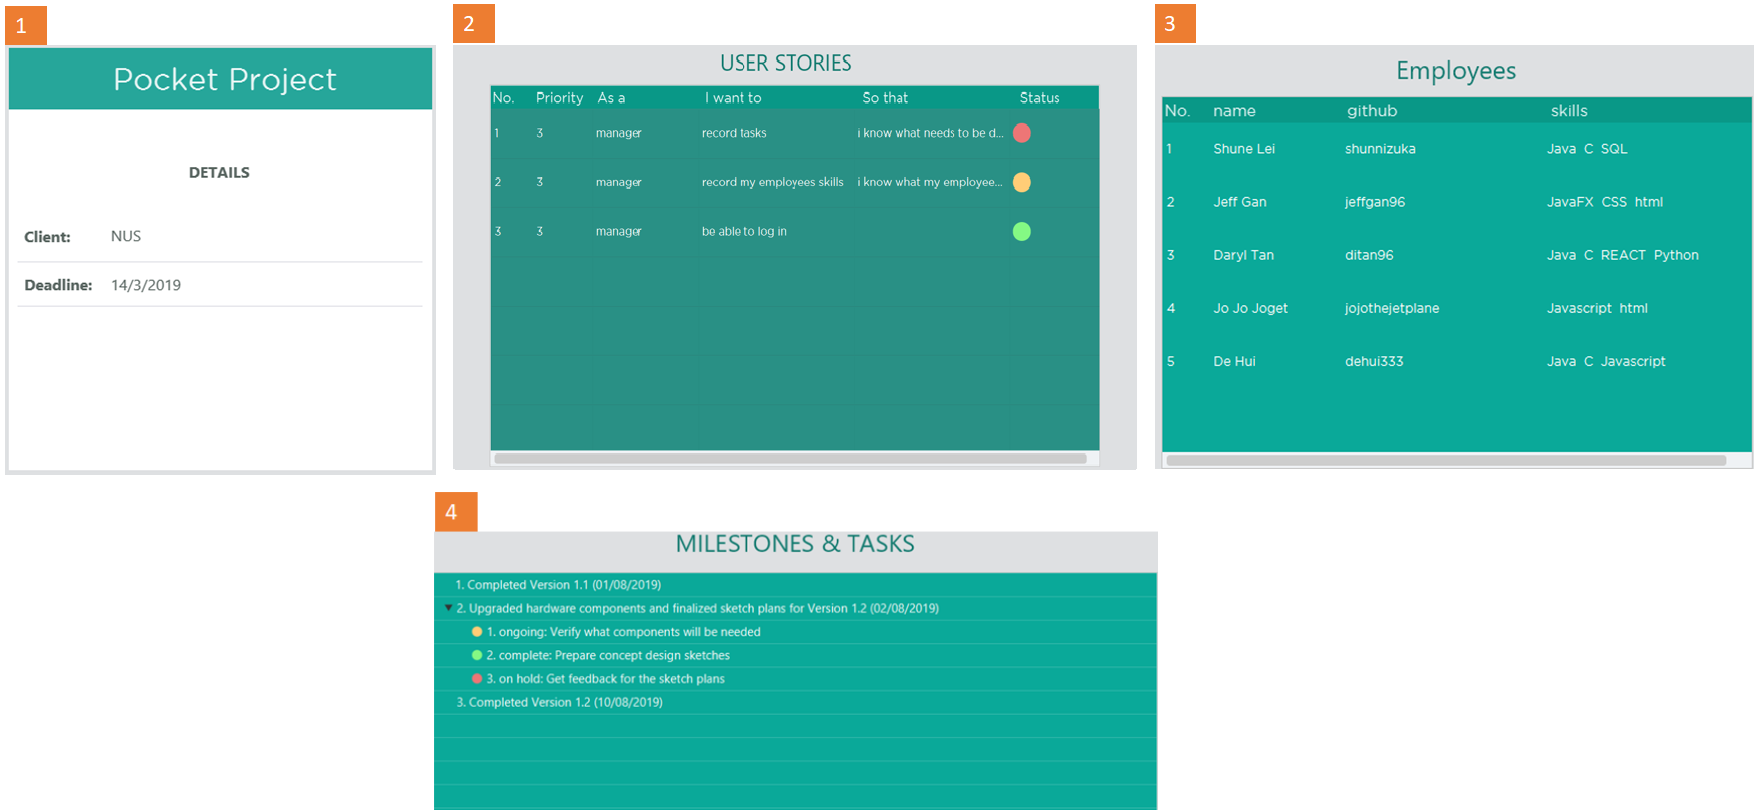 1
Pocket Project
DETAILS
Client: NUS
Deadline: 14/3/2019
2
USER STORIES
No. Priority As a I want to So that Status
1 3 manager record tasks i know what needs to be d...
2 3 manager record my employees skills i know what my employee...
3 3 manager be able to log in
3
Employees
No. name github skills
1 Shune Lei shunnizuka Java C SQL
2 Jeff Gan jeffgan96 JavaFX CSS html
3 Daryl Tan ditan96 Java C REACT Python
4 Jo Jo Joget jojothejetplane Javascript html
5 De Hui dehui333 Java C Javascript
4
MILESTONES & TASKS
1. Completed Version 1.1 (01/08/2019)
2. Upgraded hardware components and finalized sketch plans for Version 1.2 (02/08/2019)
1. ongoing: Verify what components will be needed
2. complete: Prepare concept design sketches
3. on hold: Get feedback for the sketch plans
3. Completed Version 1.2 (10/08/2019)